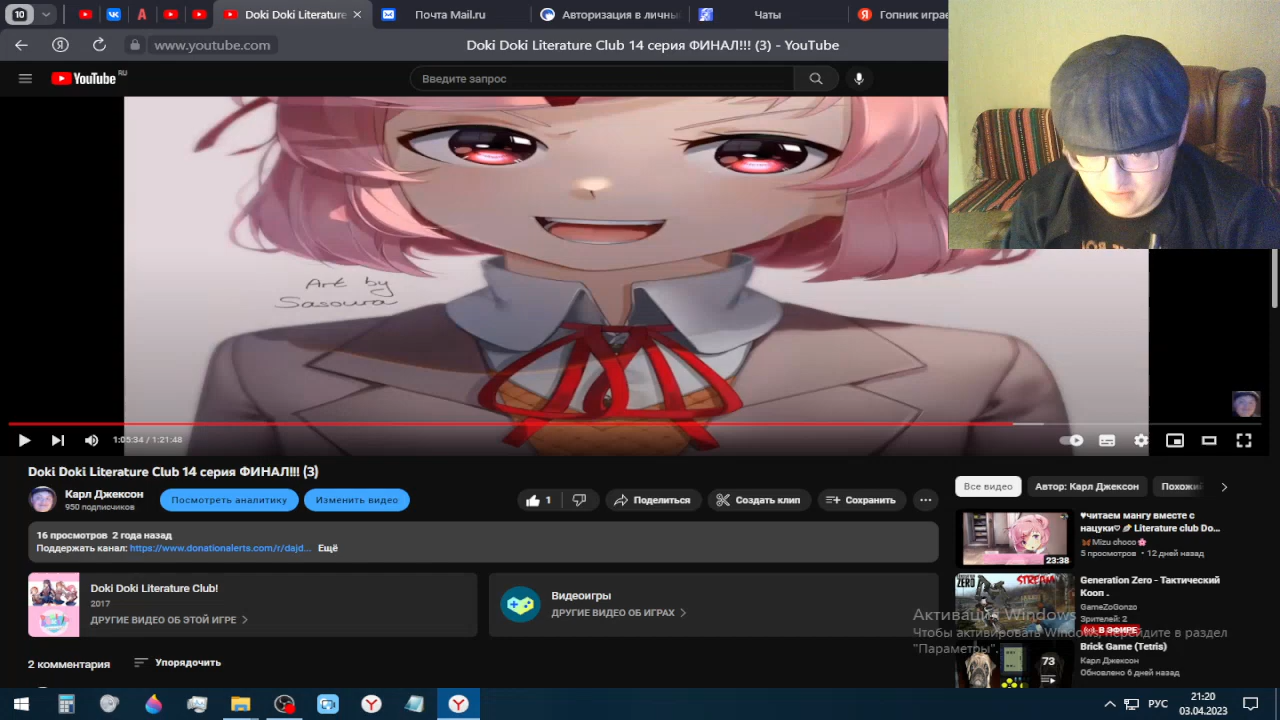 10
Doki Doki Literature
Почта Mail.ru
Авторизация в личны
Чаты
Гопник играе
www.youtube.com
Doki Doki Literature Club 14 серия ФИНАЛ!!! (3) - YouTube
YouTube RU
Введите запрос
Art by
Sasoura
1:05:34 / 1:21:48
Doki Doki Literature Club 14 серия ФИНАЛ!!! (3)
Карл Джексон
950 подписчиков
Посмотреть аналитику
Изменить видео
1
Поделиться
Создать клип
Сохранить
16 просмотров 2 года назад
Поддержать канал: https://www.donationalerts.com/r/dajd... Ещё
Doki Doki Literature Club!
2017
ДРУГИЕ ВИДЕО ОБ ЭТОЙ ИГРЕ
Видеоигры
ДРУГИЕ ВИДЕО ОБ ИГРАХ
2 комментария
Упорядочить
Все видео
Автор: Карл Джексон
Похожи
♥читаем мангу вместе с
нацуки♡ Literature club Do...
Mizu choco
5 просмотров • 12 дней назад
23:38
Generation Zero - Тактический
Кооп .
GameZoGonzo
Зрителей: 2
В ЭФИРЕ
STREAM
ZERO
Brick Game (Tetris)
Карл Джексон
Обновлено 6 дней назад
73
Активация Windows
Чтобы активировать Windows, перейдите в раздел
"Параметры".
РУС
21:20
03.04.2023